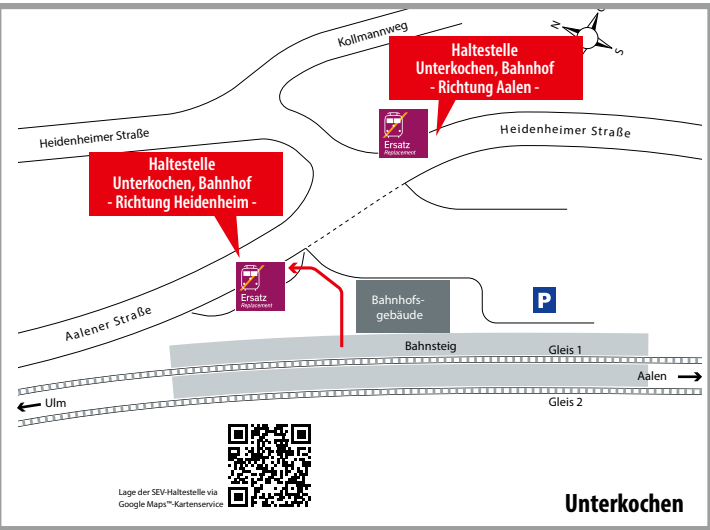 Kollmannweg
N
O
S
Haltestelle
Unterkochen, Bahnhof
- Richtung Aalen -
Ersatz
Replacement
Heidenheimer Straße
Heidenheimer Straße
Haltestelle
Unterkochen, Bahnhof
- Richtung Heidenheim -
Ersatz
Replacement
Aalener Straße
Bahnhofs-
gebäude
P
Bahnsteig
Gleis 1
Aalen
Ulm
Gleis 2
Lage der SEV-Haltestelle via
Google Maps™-Kartenservice
Unterkochen